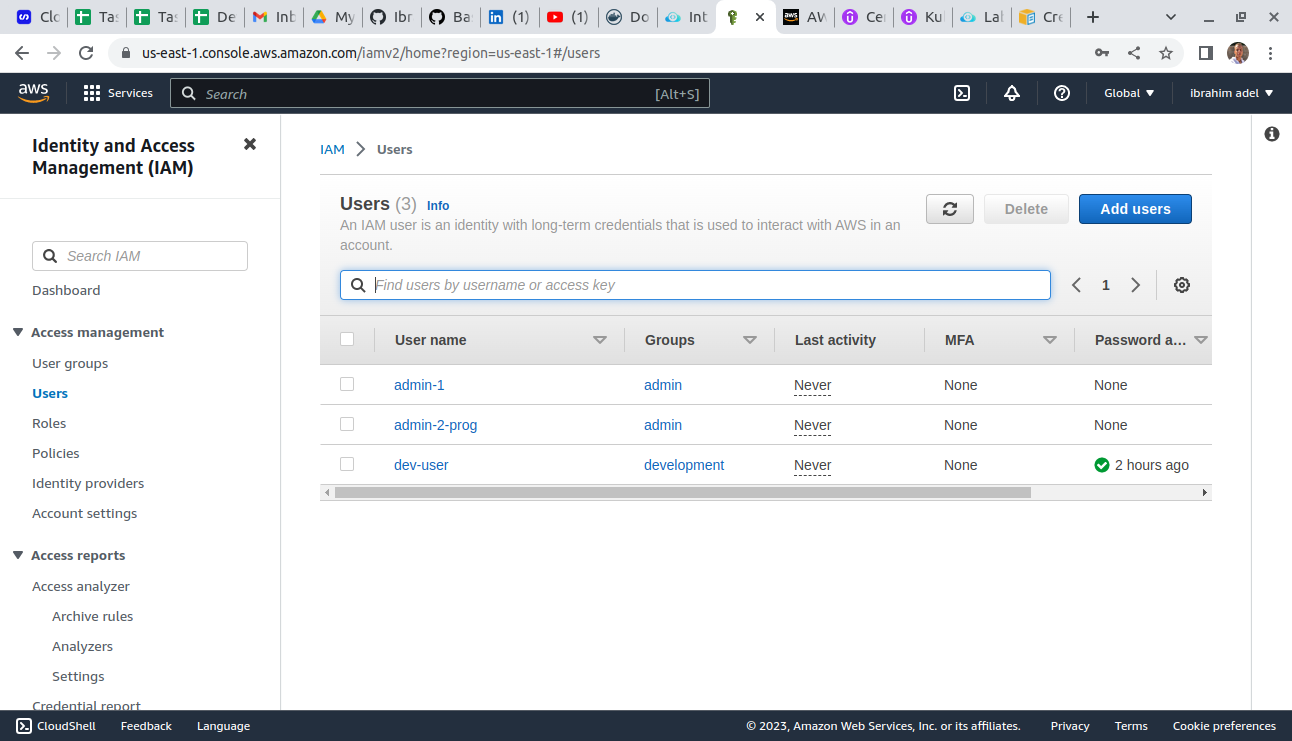 Clo
Tas
Tas
De
Inb
My
Ibr
Bas
(1)
(1)
Do
Int
AW
Cer
Kul
Lab
Cre
us-east-1.console.aws.amazon.com/iamv2/home?region=us-east-1#/users
aws
Services
Search
[Alt+S]
Global
ibrahim adel
Identity and Access
Management (IAM)
Search IAM
Dashboard
Access management
User groups
Users
Roles
Policies
Identity providers
Account settings
Access reports
Access analyzer
Archive rules
Analyzers
Settings
Credential report
IAM > Users
Users (3) Info
An IAM user is an identity with long-term credentials that is used to interact with AWS in an
account.
Delete
Add users
Find users by username or access key
1
User name Groups Last activity MFA Password a...
admin-1 admin Never None None
admin-2-prog admin Never None None
dev-user development Never None 2 hours ago
CloudShell Feedback Language © 2023, Amazon Web Services, Inc. or its affiliates. Privacy Terms Cookie preferences